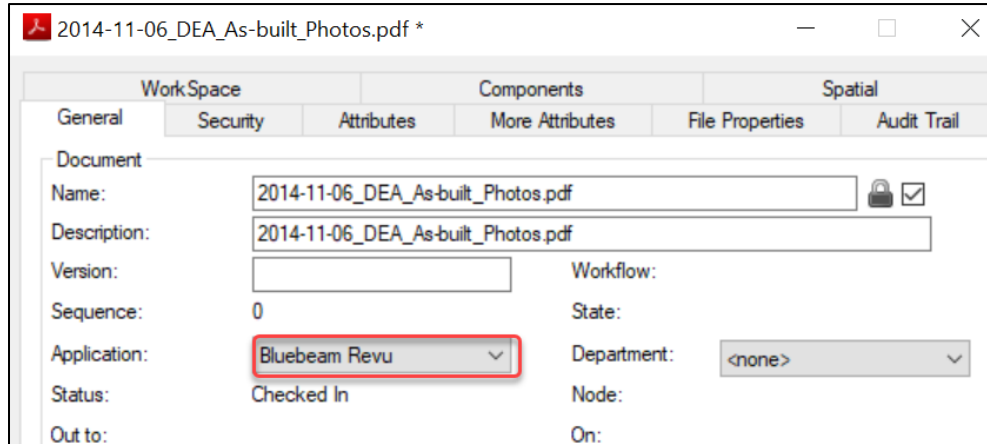 2014-11-06_DEA_As-built_Photos.pdf *
WorkSpace Components Spatial
General Security Attributes More Attributes File Properties Audit Trail
Document
Name: 2014-11-06_DEA_As-built_Photos.pdf
Description: 2014-11-06_DEA_As-built_Photos.pdf
Version: Workflow:
Sequence: 0 State:
Application: Bluebeam Revu Department: <none>
Status: Checked In Node:
Out to: On: